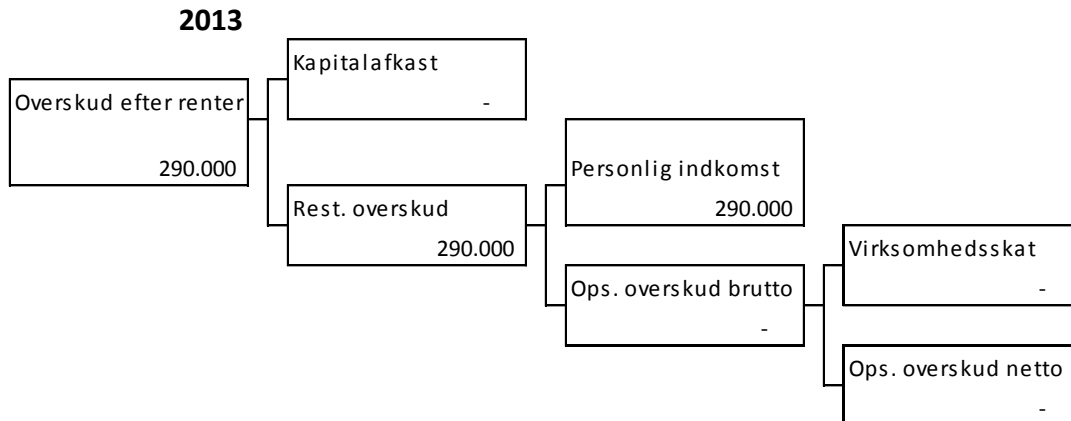 2013
Overskud efter renter
290.000
Kapitalafkast
-
Rest. overskud
290.000
Personlig indkomst
290.000
Ops. overskud brutto
-
Virksomhedsskat
-
Ops. overskud netto
-